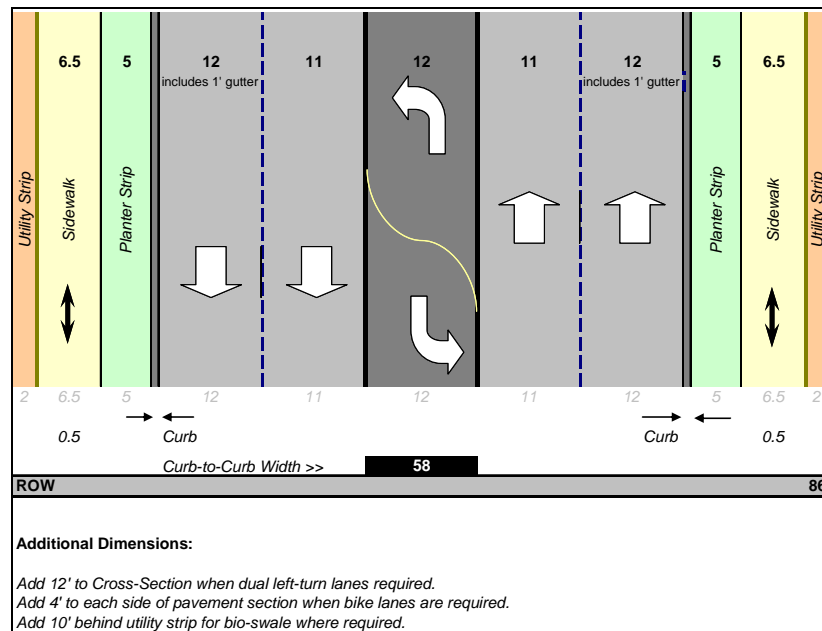 6.5 5 12 11 12 11 12 5 6.5
includes 1' gutter includes 1' gutter
Utility Strip Sidewalk Planter Strip Planter Strip Sidewalk Utility Strip
2 6.5 5 12 11 12 11 12 5 6.5 2
0.5 Curb Curb 0.5
Curb-to-Curb Width >> 58
ROW 86
Additional Dimensions:
Add 12' to Cross-Section when dual left-turn lanes required.
Add 4' to each side of pavement section when bike lanes are required.
Add 10' behind utility strip for bio-swale where required.